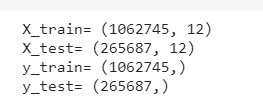 X_train= (1062745, 12)
X_test= (265687, 12)
y_train= (1062745,)
y_test= (265687,)